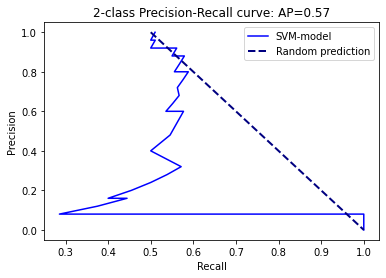 2-class Precision-Recall curve: AP=0.57
SVM-model
Random prediction
1.0
0.8
0.6
0.4
0.2
0.0
Precision
0.3 0.4 0.5 0.6 0.7 0.8 0.9 1.0
Recall